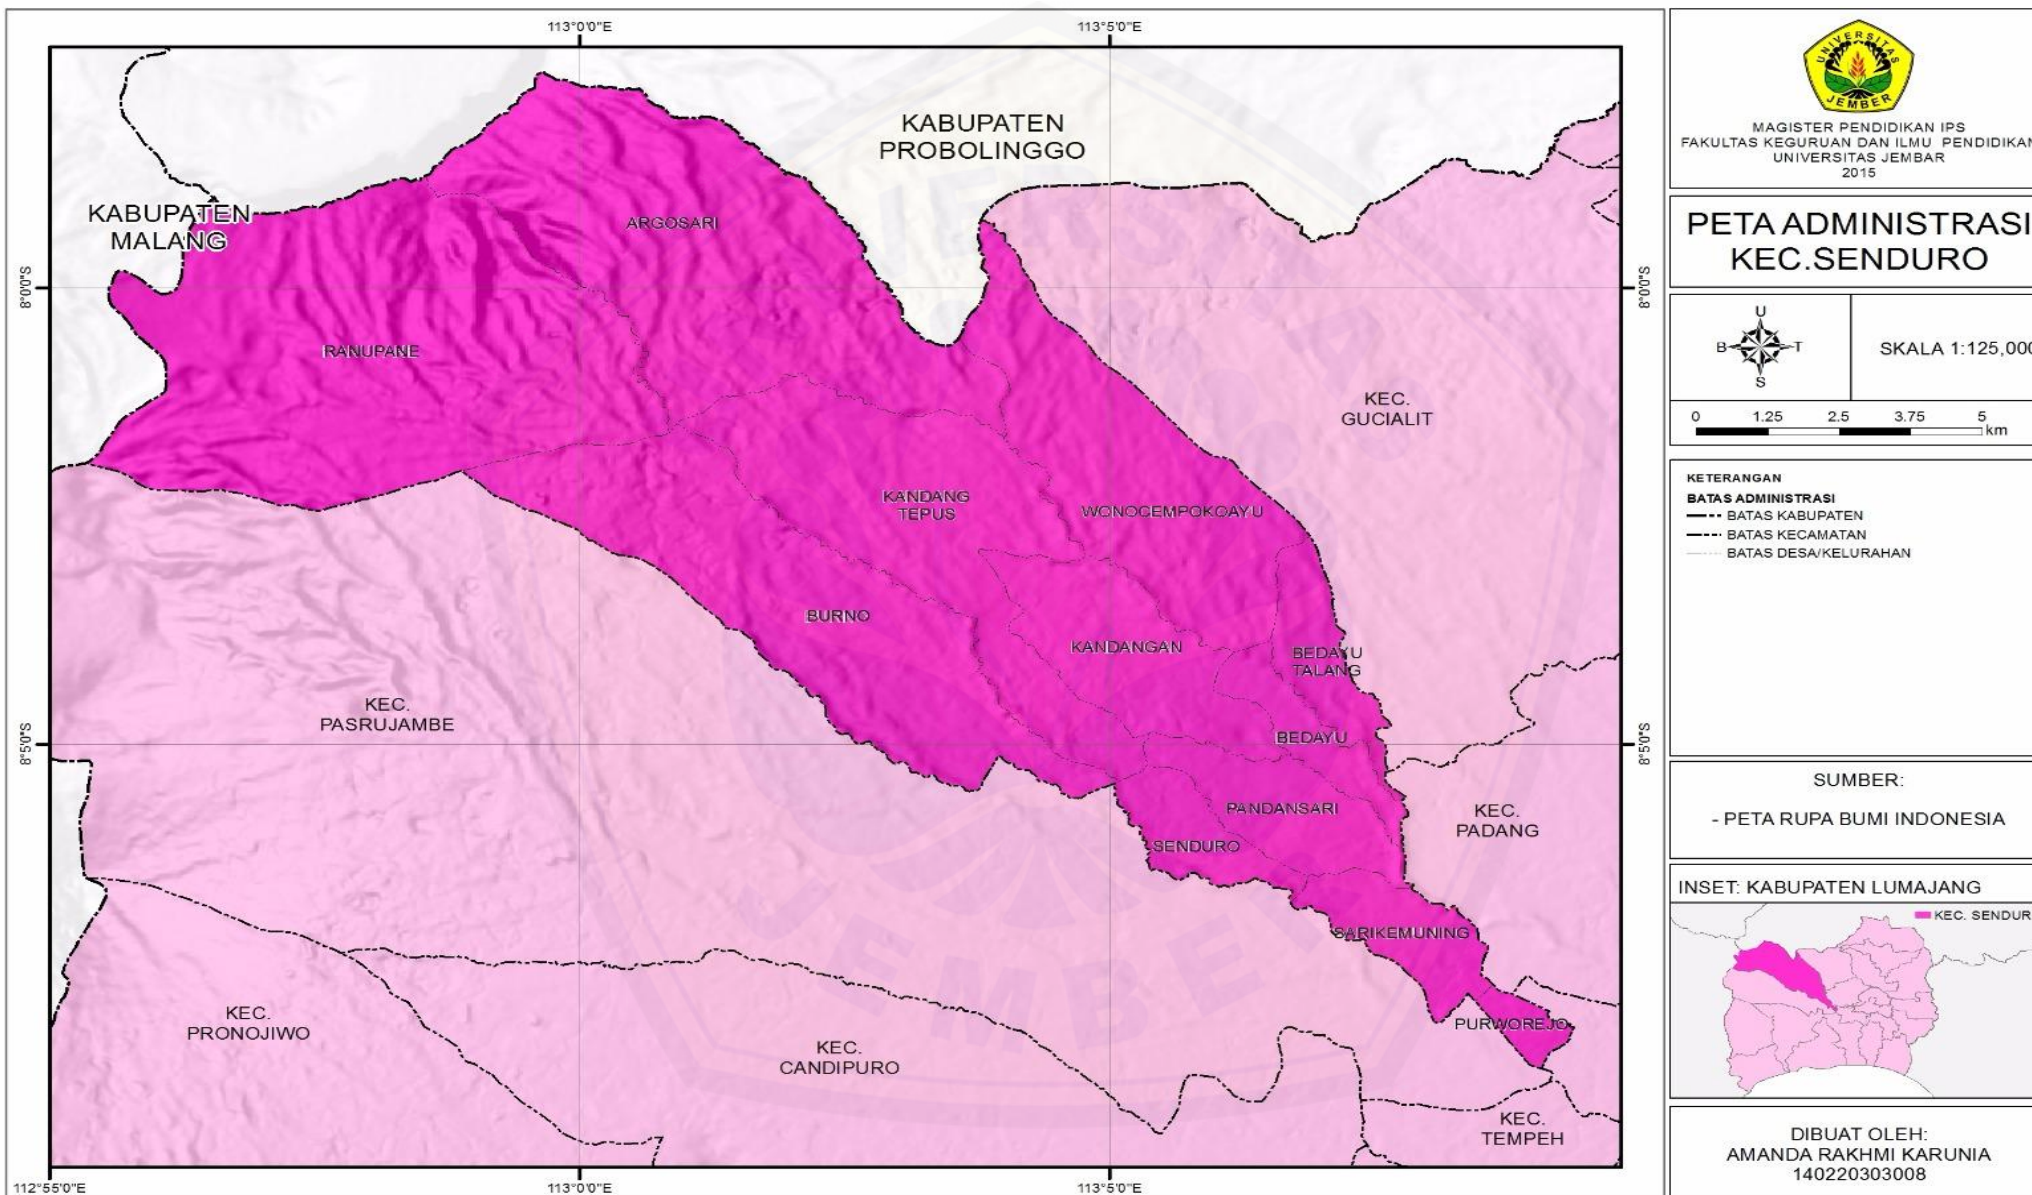 113°0'0"E
113°5'0"E
KABUPATEN
PROBOLINGGO
KABUPATEN
MALANG
ARGOSARI
8°0'0"S
8°0'0"S
RANUPANE
KEC.
GUCIALIT
KANDANG
TEPUS
WONOCEMPOKOAYU
BURNO
KANDANGAN
BEDAYU
TALANG
KEC.
PASRUJAMBE
8°5'0"S
8°5'0"S
BEDAYU
PANDANSARI
KEC.
PADANG
SENDURO
SARIKEMUNING
KEC.
PRONOJIWO
PURWOREJO
KEC.
CANDIPURO
KEC.
TEMPEH
112°55'0"E
113°0'0"E
113°5'0"E
JEMBER
UNIVERSITAS
JEMBER
MAGISTER PENDIDIKAN IPS
FAKULTAS KEGURUAN DAN ILMU PENDIDIKAN
UNIVERSITAS JEMBAR
2015
PETA ADMINISTRASI
KEC.SENDURO
U
B
T
S
SKALA 1:125,000
0 1.25 2.5 3.75 5
km
KETERANGAN
BATAS ADMINISTRASI
BATAS KABUPATEN
BATAS KECAMATAN
BATAS DESA/KELURAHAN
SUMBER:
- PETA RUPA BUMI INDONESIA
INSET: KABUPATEN LUMAJANG
KEC. SENDUR
DIBUAT OLEH:
AMANDA RAKHMI KARUNIA
140220303008